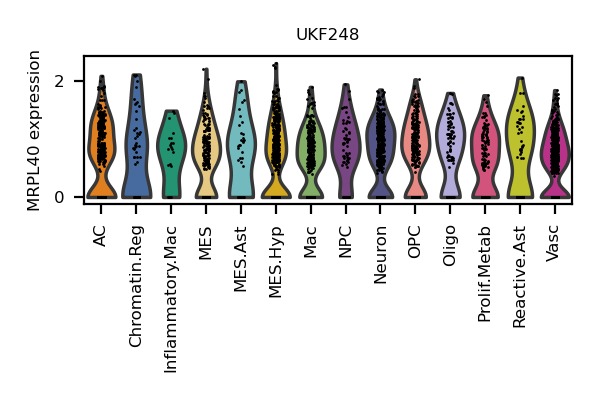 UKF248
MRPL40 expression
2
0
AC
Chromatin.Reg
Inflammatory.Mac
MES
MES.Ast
MES.Hyp
Mac
NPC
Neuron
OPC
Oligo
Prolif.Metab
Reactive.Ast
Vasc